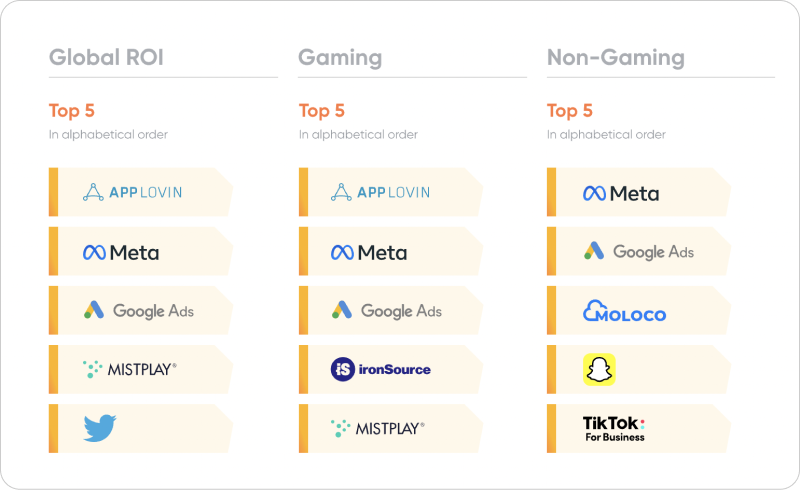 Global ROI
Top 5
In alphabetical order
APPLOVIN
Meta
Google Ads
MISTPLAY®
Gaming
Top 5
In alphabetical order
APPLOVIN
Meta
Google Ads
iS ironSource
MISTPLAY®
Non-Gaming
Top 5
In alphabetical order
Meta
Google Ads
MOLOCO
TikTok:
For Business